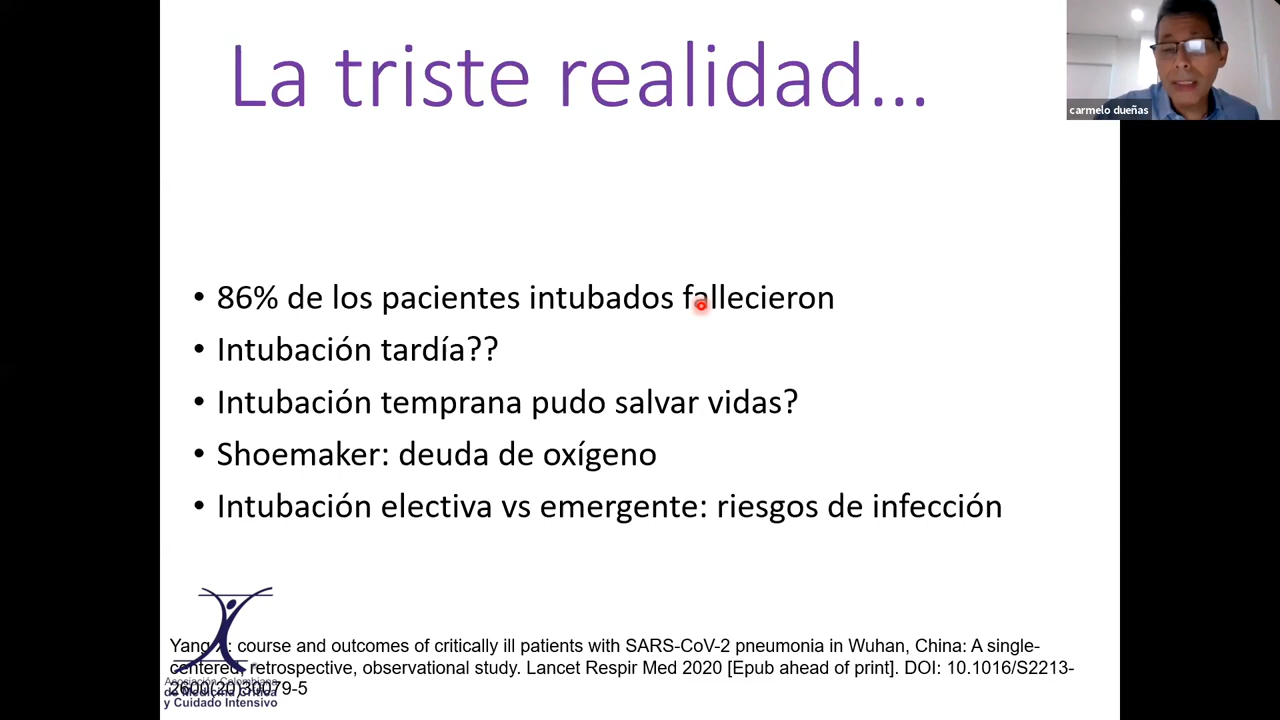 La triste realidad...
carmelo dueñas
• 86% de los pacientes intubados fallecieron
• Intubación tardía??
• Intubación temprana pudo salvar vidas?
• Shoemaker: deuda de oxígeno
• Intubación electiva vs emergente: riesgos de infección
Yang X: course and outcomes of critically ill patients with SARS-CoV-2 pneumonia in Wuhan, China: A single-
centered, retrospective, observational study. Lancet Respir Med 2020 [Epub ahead of print]. DOI: 10.1016/S2213-
2600(20)30079-5
Asociación Colombiana
de Medicina Crítica
y Cuidado Intensivo